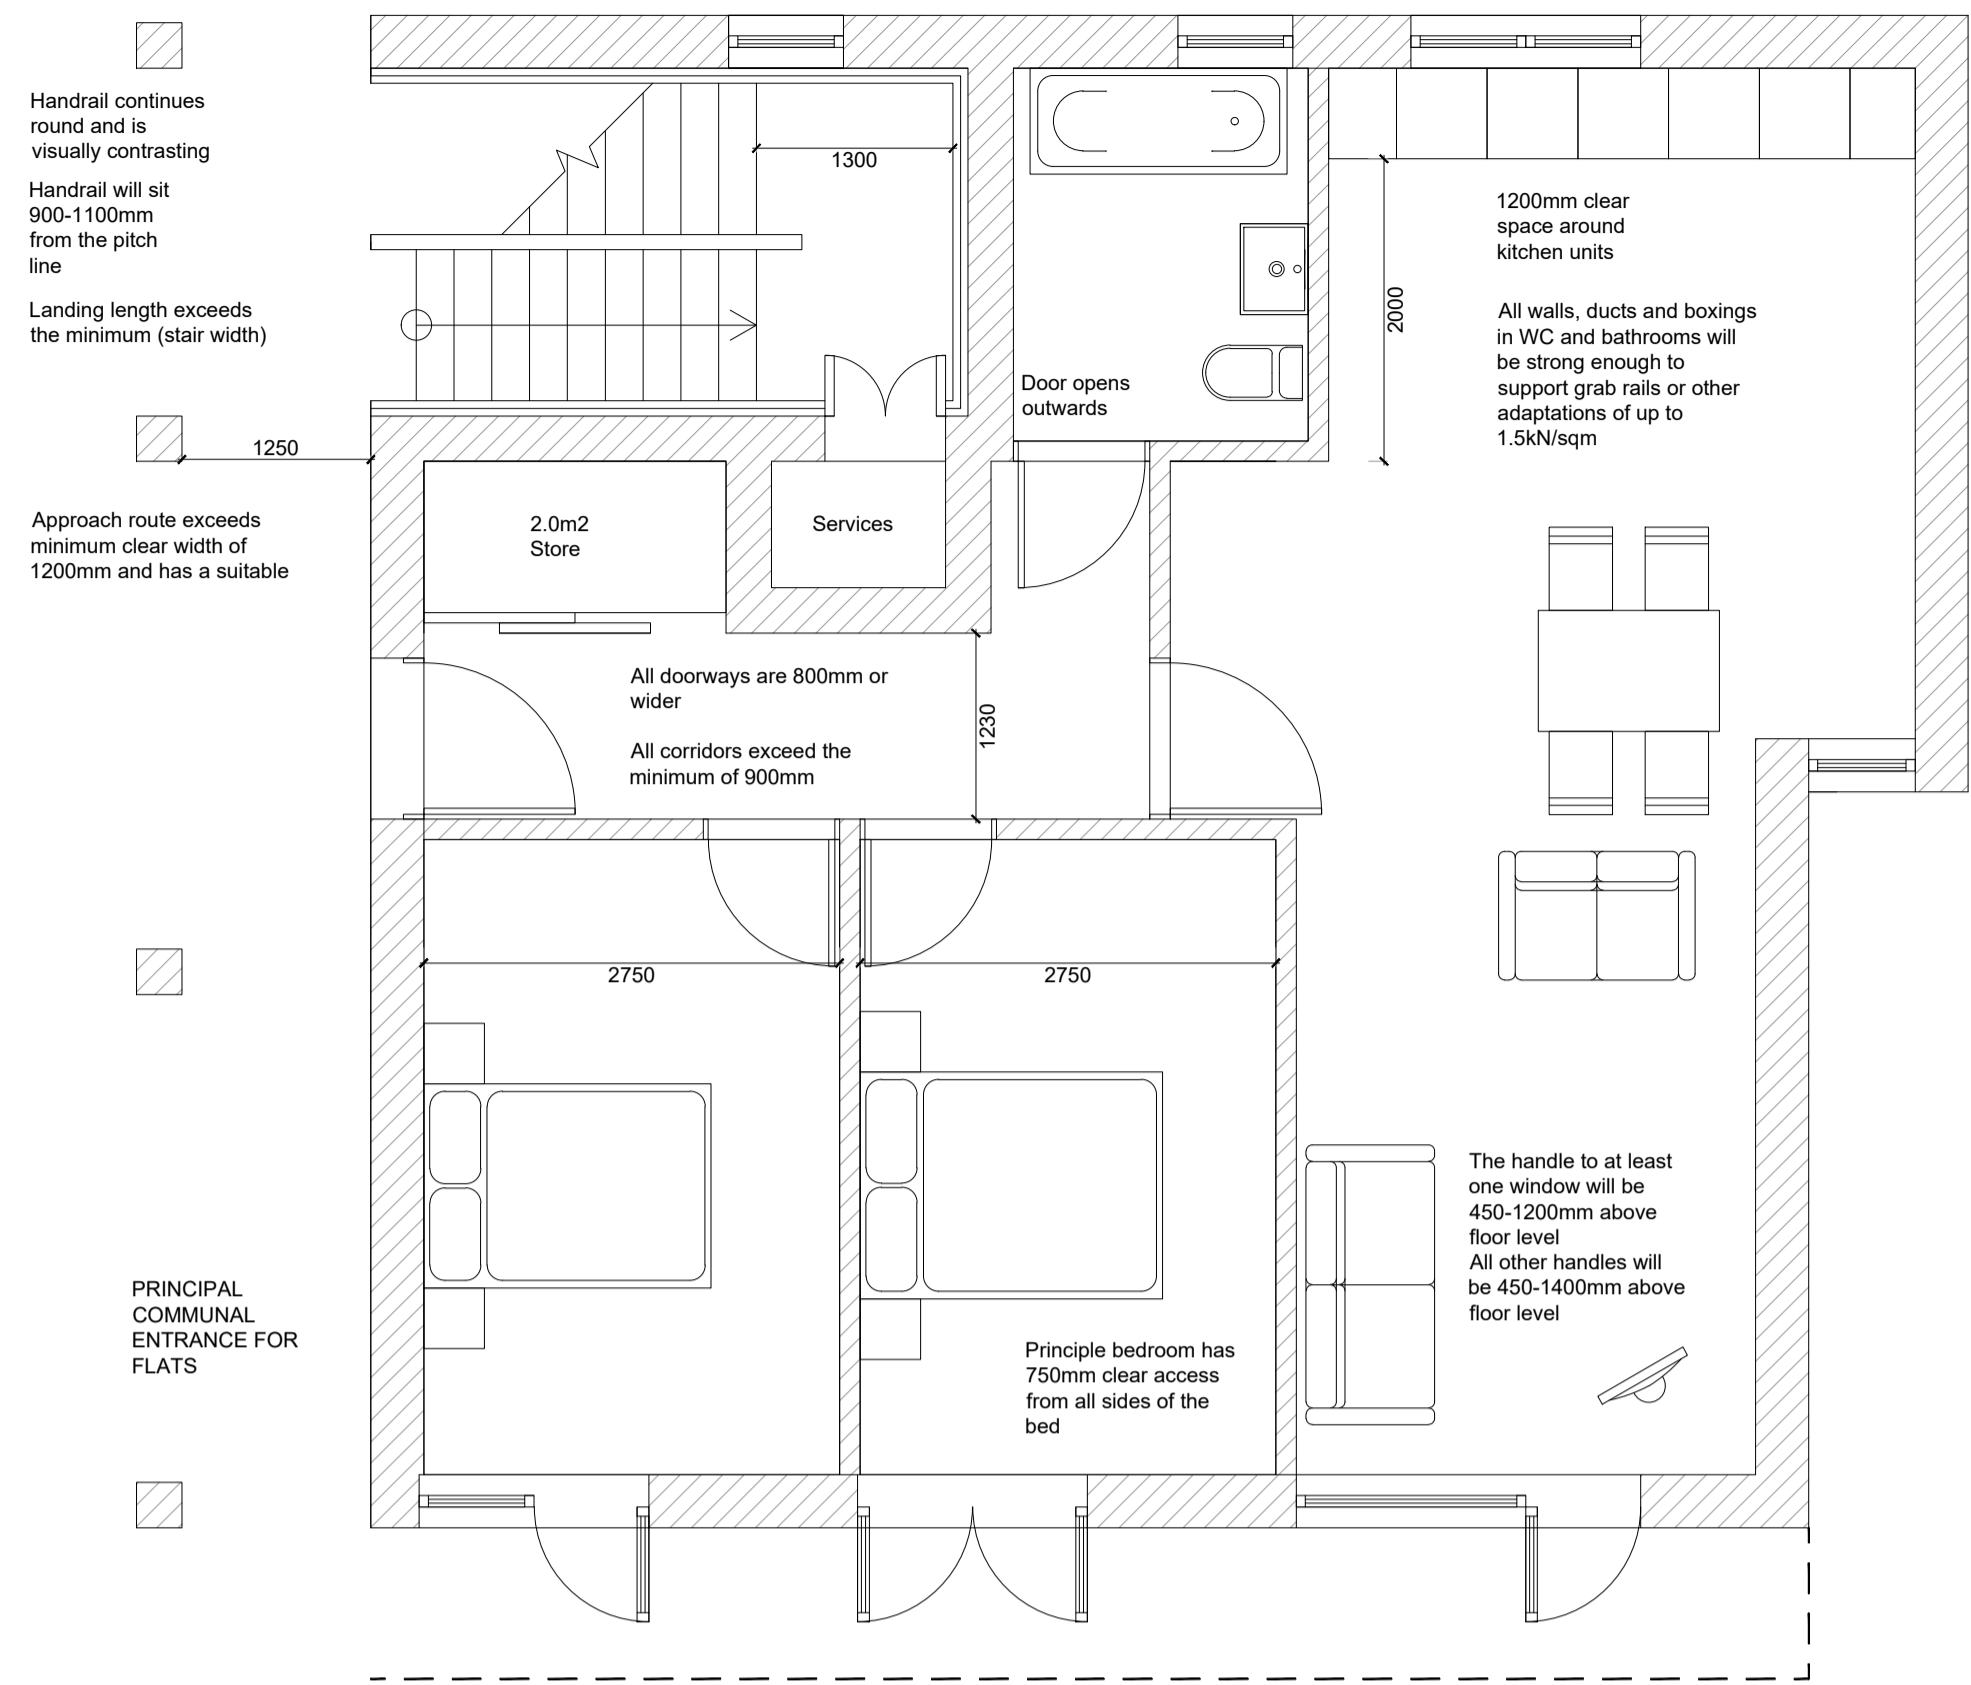 Handrail continues
round and is
visually contrasting
Handrail will sit
900-1100mm
from the pitch
line
Landing length exceeds
the minimum (stair width)
1250
Approach route exceeds
minimum clear width of
1200mm and has a suitable
PRINCIPAL
COMMUNAL
ENTRANCE FOR
FLATS
1300
Door opens
outwards
2000
1200mm clear
space around
kitchen units
All walls, ducts and boxings
in WC and bathrooms will
be strong enough to
support grab rails or other
adaptations of up to
1.5kN/sqm
2.0m2
Store
Services
All doorways are 800mm or
wider
All corridors exceed the
minimum of 900mm
1230
2750
2750
Principle bedroom has
750mm clear access
from all sides of the
bed
The handle to at least
one window will be
450-1200mm above
floor level
All other handles will
be 450-1400mm above
floor level